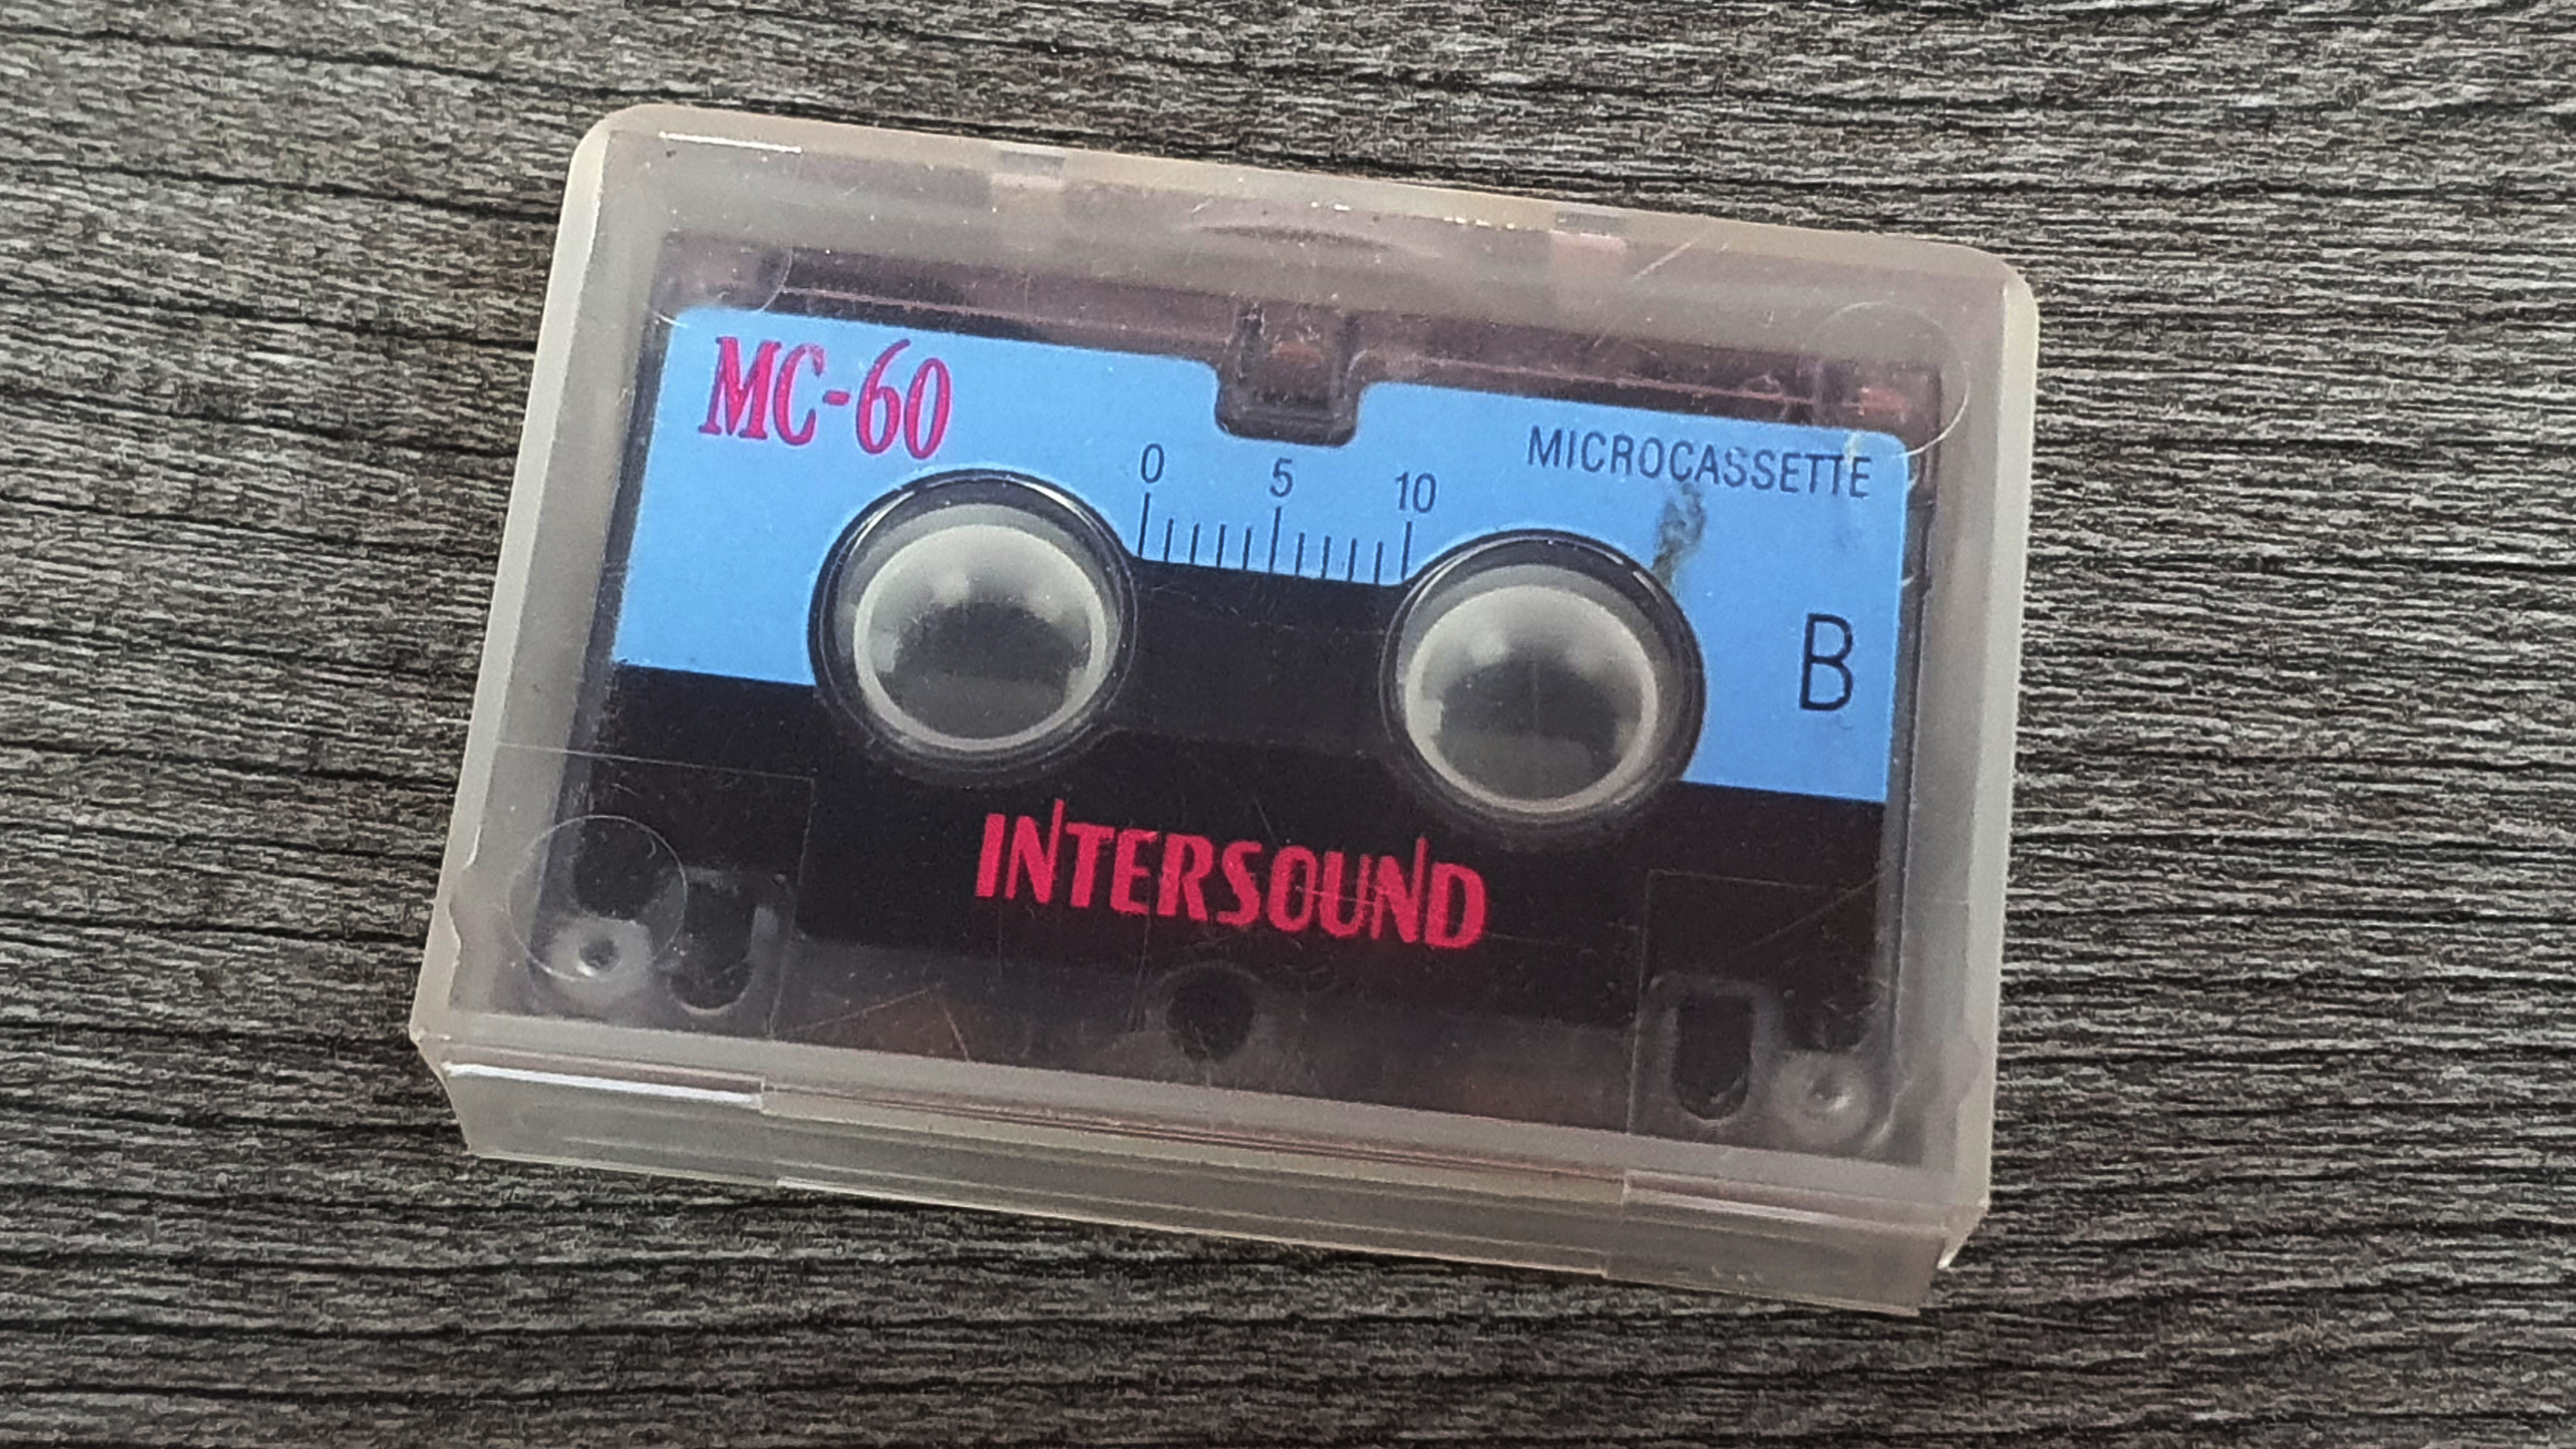 MC-60
MICROCASSETTE
0 5 10
B
INTERSOUND